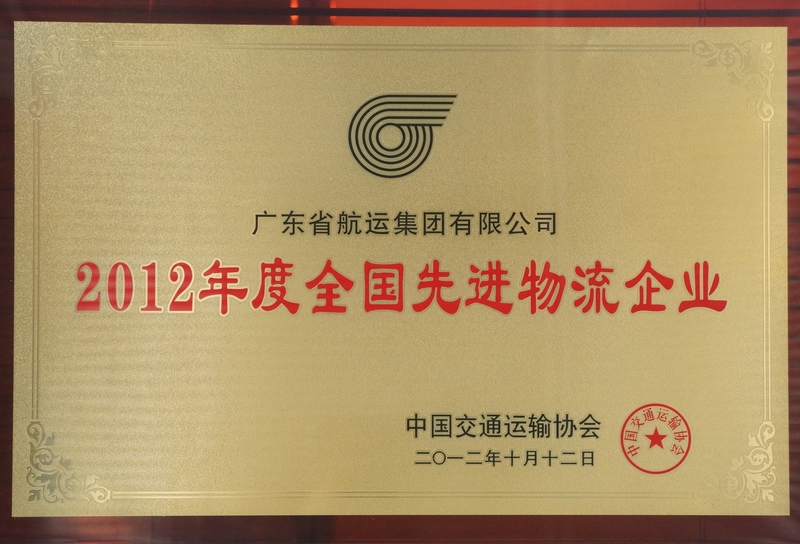 广东省航运集团有限公司
2012年度全国先进物流企业
中国交通运输协会
二〇一二年十月十二日
中国交通运输协会